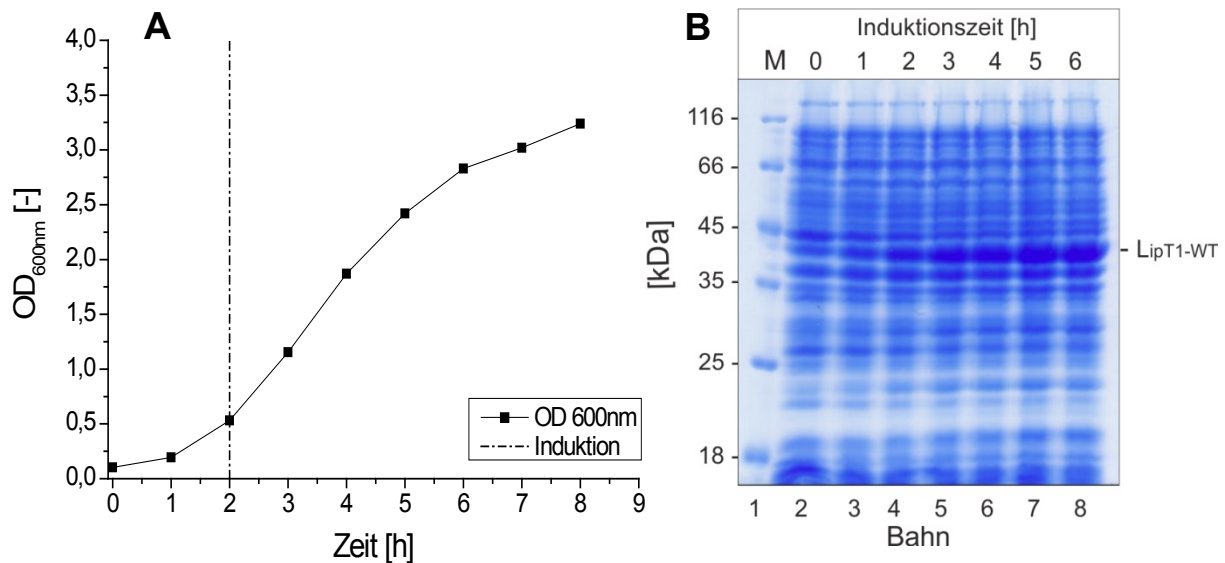 A
4,0
3,5
3,0
2,5
2,0
1,5
1,0
0,5
0,0
OD600nm [-]
0 1 2 3 4 5 6 7 8 9
Zeit [h]
OD 600nm
Induktion
B
Induktionszeit [h]
M 0 1 2 3 4 5 6
116
66
45
35
25
18
[kDa]
LipT1-WT
1 2 3 4 5 6 7 8
Bahn